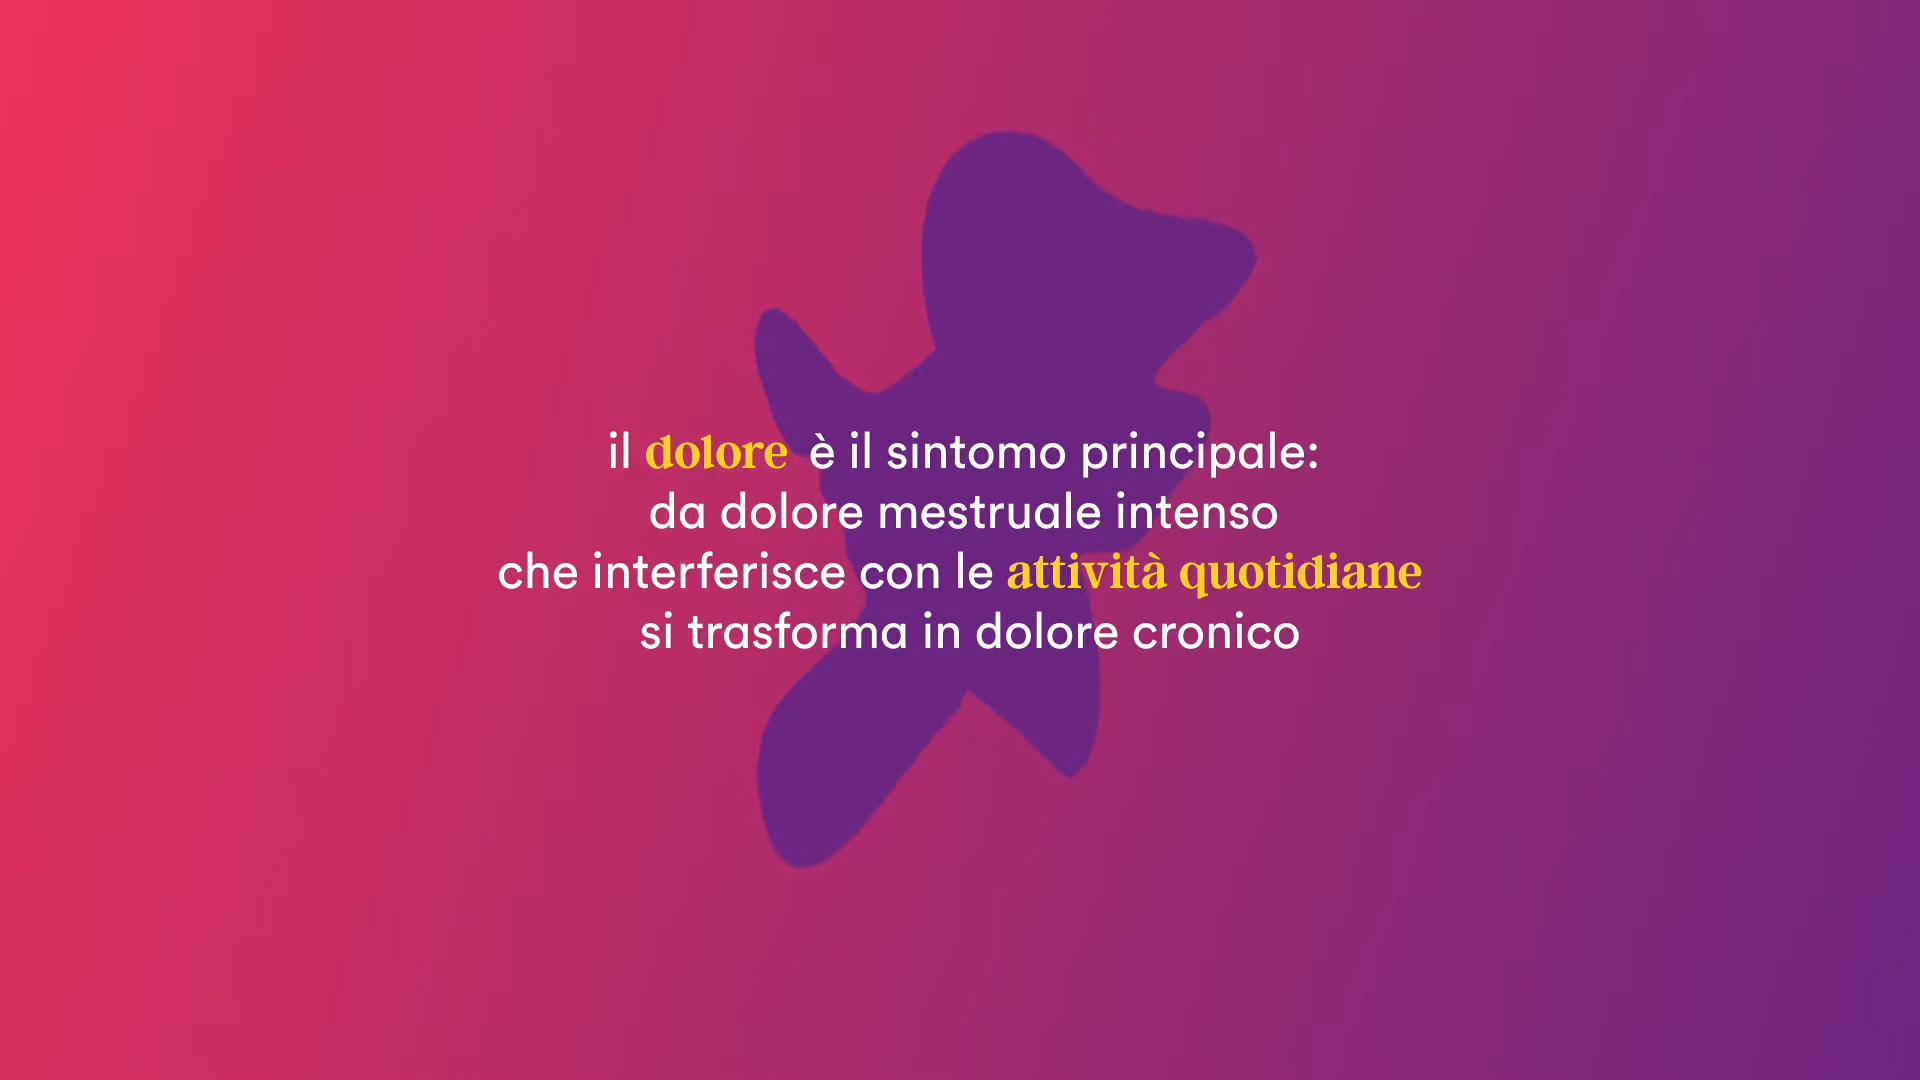 il dolore è il sintomo principale:
da dolore mestruale intenso
che interferisce con le attività quotidiane
si trasforma in dolore cronico